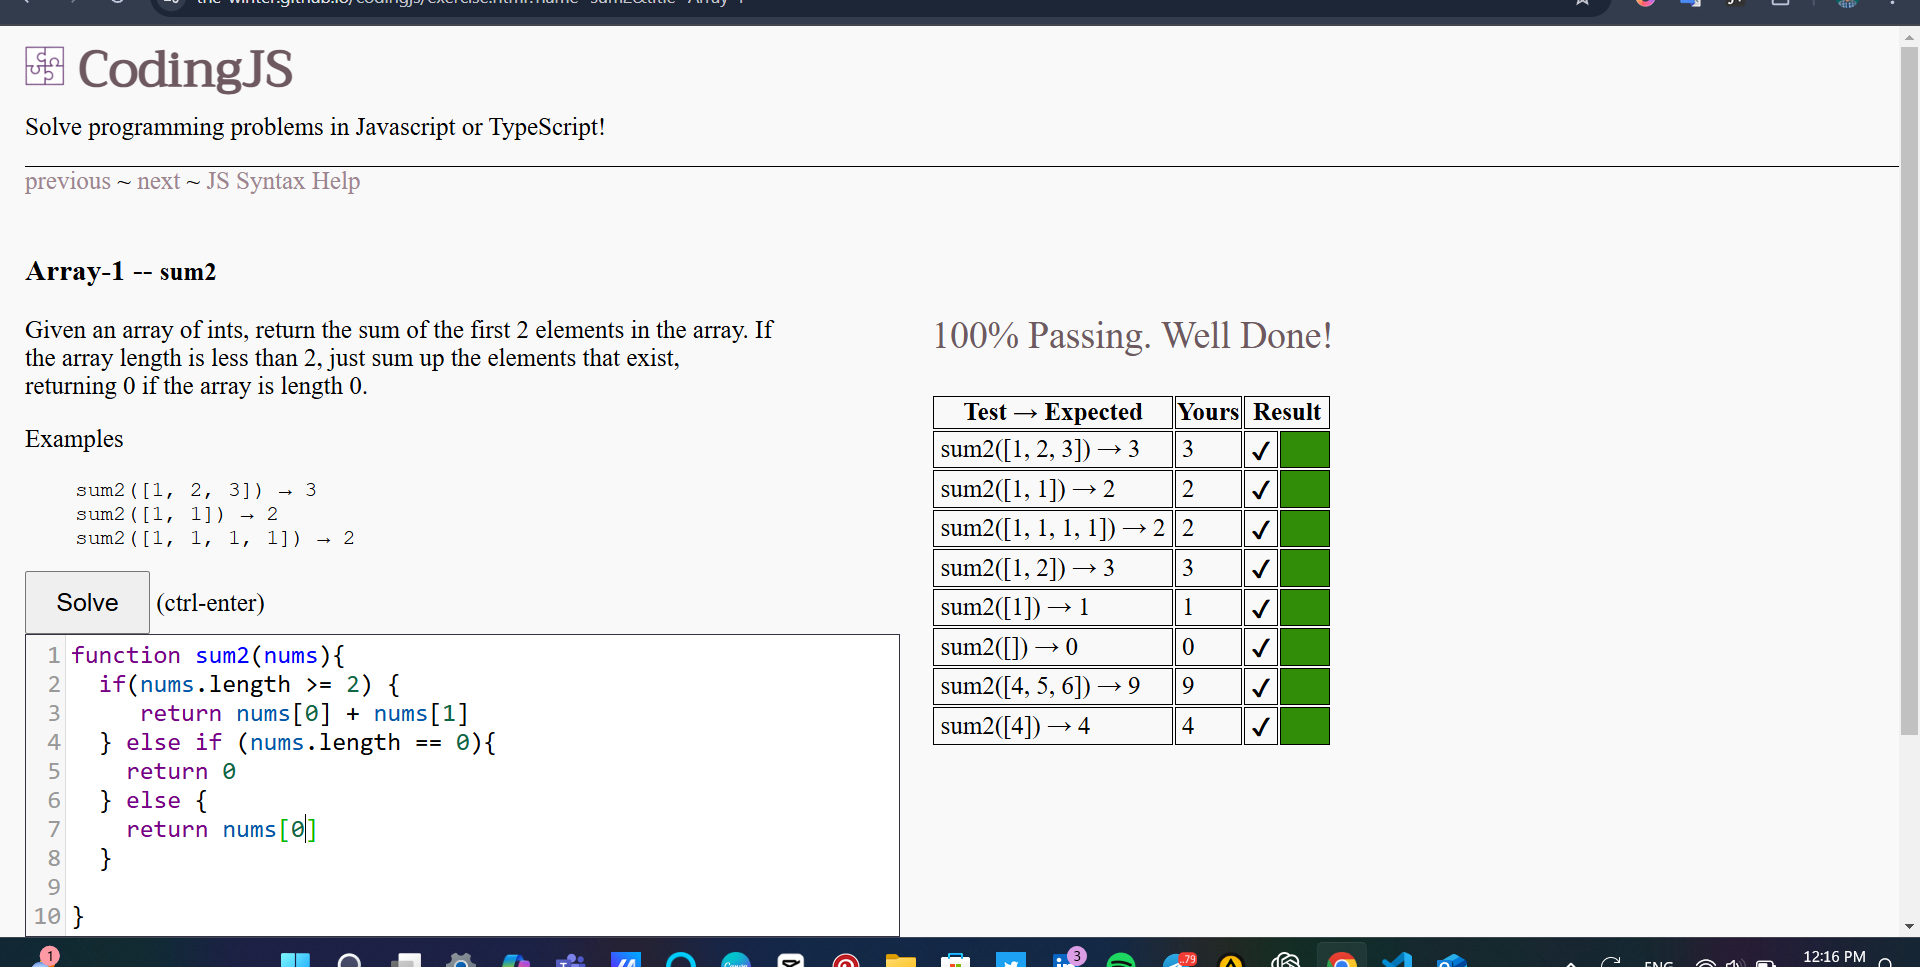 CodingJS
Solve programming problems in Javascript or TypeScript!
previous ~ next ~ JS Syntax Help
Array-1 -- sum2
Given an array of ints, return the sum of the first 2 elements in the array. If
the array length is less than 2, just sum up the elements that exist,
returning 0 if the array is length 0.
Examples
sum2([1, 2, 3]) → 3
sum2([1, 1]) → 2
sum2([1, 1, 1, 1]) → 2
Solve (ctrl-enter)
1 function sum2(nums){
2 if(nums.length >= 2) {
3 return nums[0] + nums[1]
4 } else if (nums.length == 0){
5 return 0
6 } else {
7 return nums[0]
8 }
9
10 }
100% Passing. Well Done!
Test → Expected Yours Result
sum2([1, 2, 3]) → 3 3 ✓
sum2([1, 1]) → 2 2 ✓
sum2([1, 1, 1, 1]) → 2 2 ✓
sum2([1, 2]) → 3 3 ✓
sum2([1]) → 1 1 ✓
sum2([]) → 0 0 ✓
sum2([4, 5, 6]) → 9 9 ✓
sum2([4]) → 4 4 ✓
1
3
79
ENG
12:16 PM